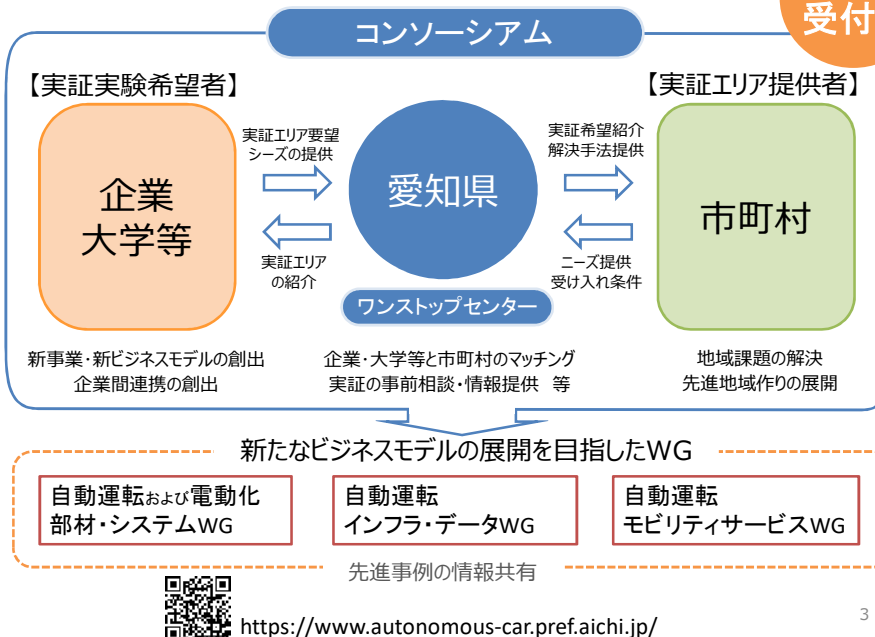 受付
コンソーシアム
【実証実験希望者】
【実証エリア提供者】
企業
大学等
実証エリア要望
シーズの提供
実証エリア
の紹介
愛知県
ワンストップセンター
実証希望紹介
解決手法提供
ニーズ提供
受け入れ条件
市町村
新事業・新ビジネスモデルの創出
企業間連携の創出
企業・大学等と市町村のマッチング
実証の事前相談・情報提供 等
地域課題の解決
先進地域作りの展開
新たなビジネスモデルの展開を目指したWG
自動運転および電動化
部材・システムWG
自動運転
インフラ・データWG
自動運転
モビリティサービスWG
先進事例の情報共有
https://www.autonomous-car.pref.aichi.jp/
3